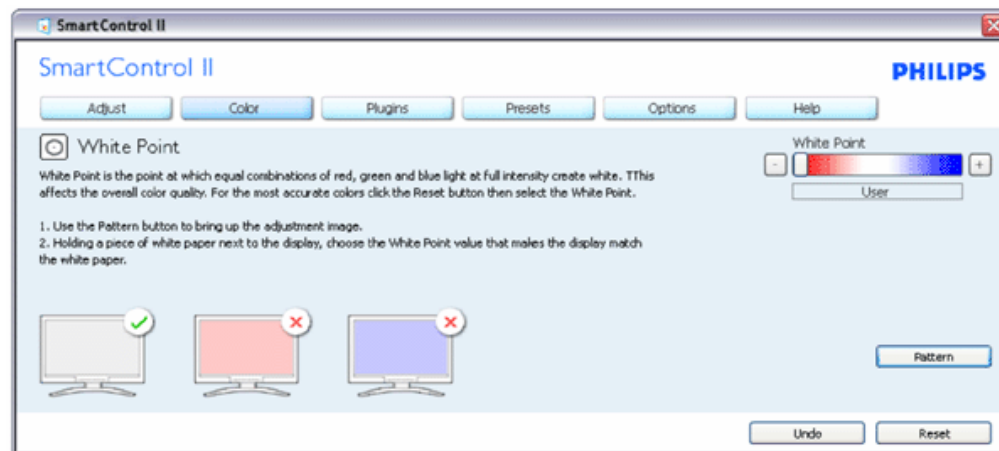 SmartControl II
SmartControl II
PHILIPS
Adjust Color Plugins Presets Options Help
White Point
White Point is the point at which equal combinations of red, green and blue light at full intensity create white. TThis
affects the overall color quality. For the most accurate colors click the Reset button then select the White Point.
1. Use the Pattern button to bring up the adjustment image.
2. Holding a piece of white paper next to the display, choose the White Point value that makes the display match
the white paper.
White Point
- +
User
Pattern
Undo Reset